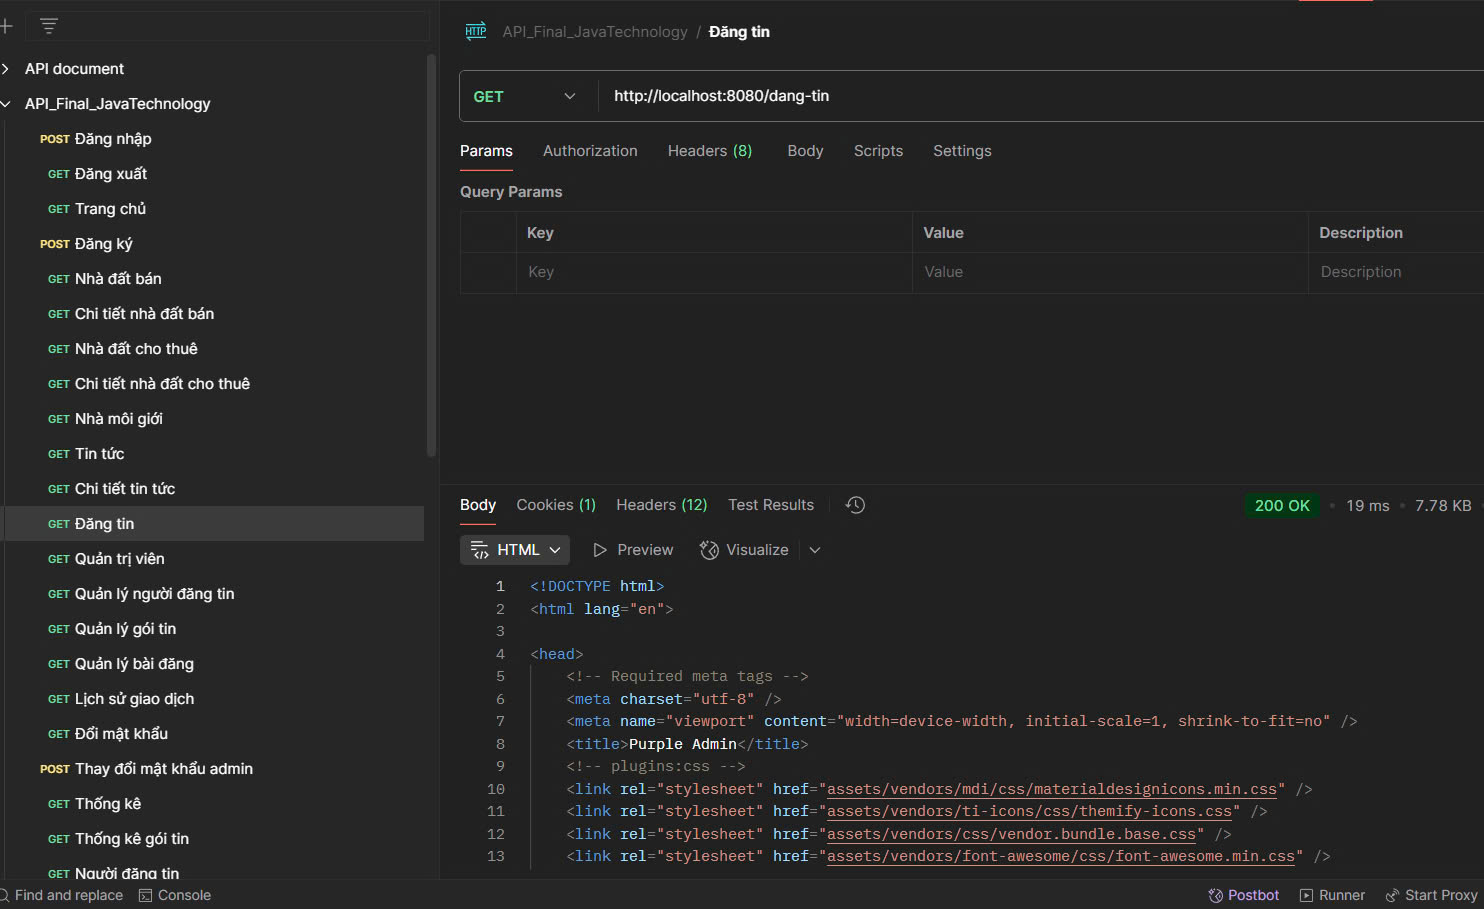 API document
API_Final_JavaTechnology
POST Đăng nhập
GET Đăng xuất
GET Trang chủ
POST Đăng ký
GET Nhà đất bán
GET Chi tiết nhà đất bán
GET Nhà đất cho thuê
GET Chi tiết nhà đất cho thuê
GET Nhà môi giới
GET Tin tức
GET Chi tiết tin tức
GET Đăng tin
GET Quản trị viên
GET Quản lý người đăng tin
GET Quản lý gói tin
GET Quản lý bài đăng
GET Lịch sử giao dịch
GET Đổi mật khẩu
POST Thay đổi mật khẩu admin
GET Thống kê
GET Thống kê gói tin
GET Người đăng tin
HTTP API_Final_JavaTechnology / Đăng tin
GET http://localhost:8080/dang-tin
Params Authorization Headers (8) Body Scripts Settings
Query Params
Key Value Description
Key Value Description
Body Cookies (1) Headers (12) Test Results 200 OK • 19 ms • 7.78 KB
HTML Preview Visualize
1 <!DOCTYPE html>
2 <html lang="en">
3
4 <head>
5 <!-- Required meta tags -->
6 <meta charset="utf-8" />
7 <meta name="viewport" content="width=device-width, initial-scale=1, shrink-to-fit=no" />
8 <title>Purple Admin</title>
9 <!-- plugins:css -->
10 <link rel="stylesheet" href="assets/vendors/mdi/css/materialdesignicons.min.css" />
11 <link rel="stylesheet" href="assets/vendors/ti-icons/css/themify-icons.css" />
12 <link rel="stylesheet" href="assets/vendors/css/vendor.bundle.base.css" />
13 <link rel="stylesheet" href="assets/vendors/font-awesome/css/font-awesome.min.css" />
Find and replace Console Postbot Runner Start Proxy